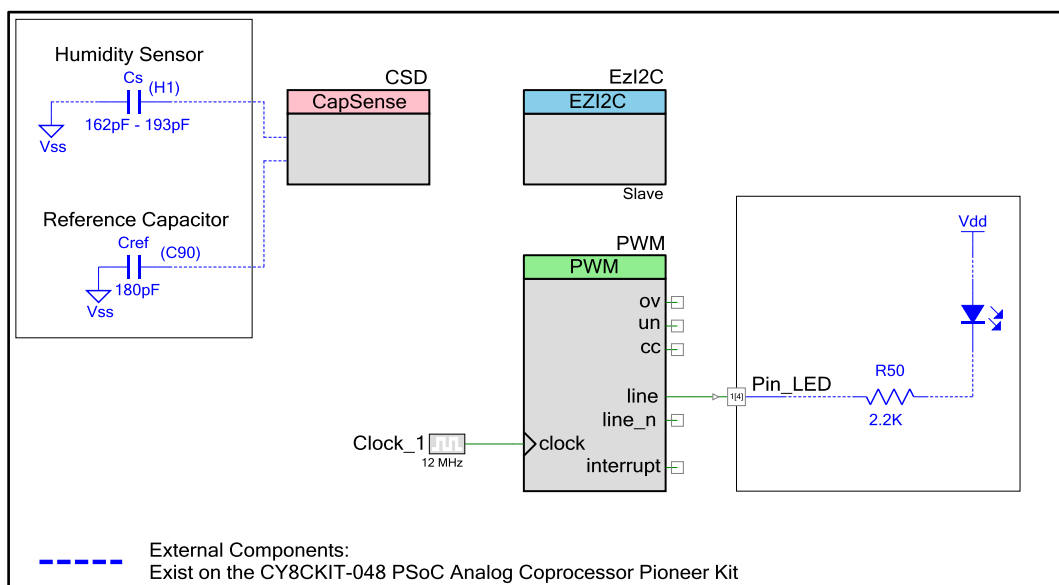 Humidity Sensor
Cs
(H1)
162pF - 193pF
Vss
Reference Capacitor
Cref
(C90)
180pF
Vss
CSD
CapSense
EzI2C
EZI2C
Slave
PWM
PWM
ov
un
cc
line
line_n
interrupt
clock
Clock_1
12 MHz
Vdd
1[4]
Pin_LED
R50
2.2K
External Components:
Exist on the CY8CKIT-048 PSoC Analog Coprocessor Pioneer Kit